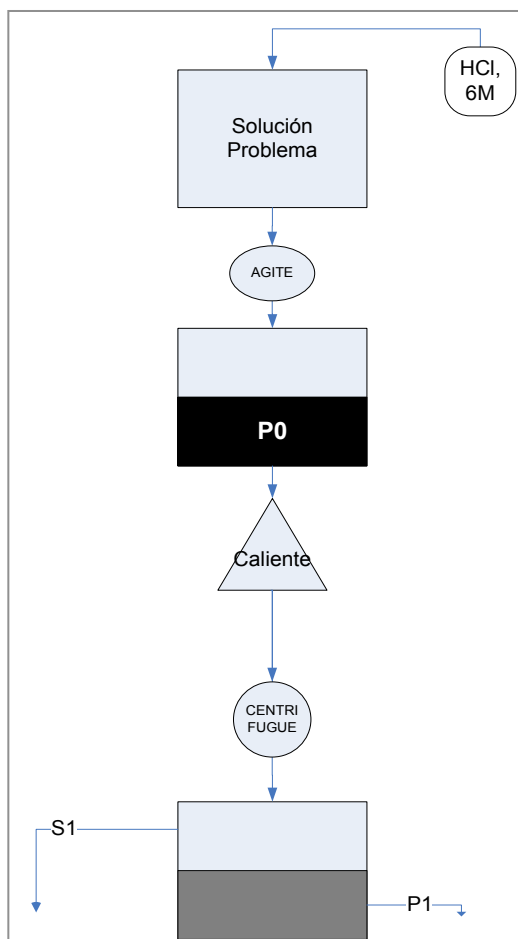 HCl,
6M
Solución
Problema
AGITE
P0
Caliente
CENTRI
FUGUE
S1
P1